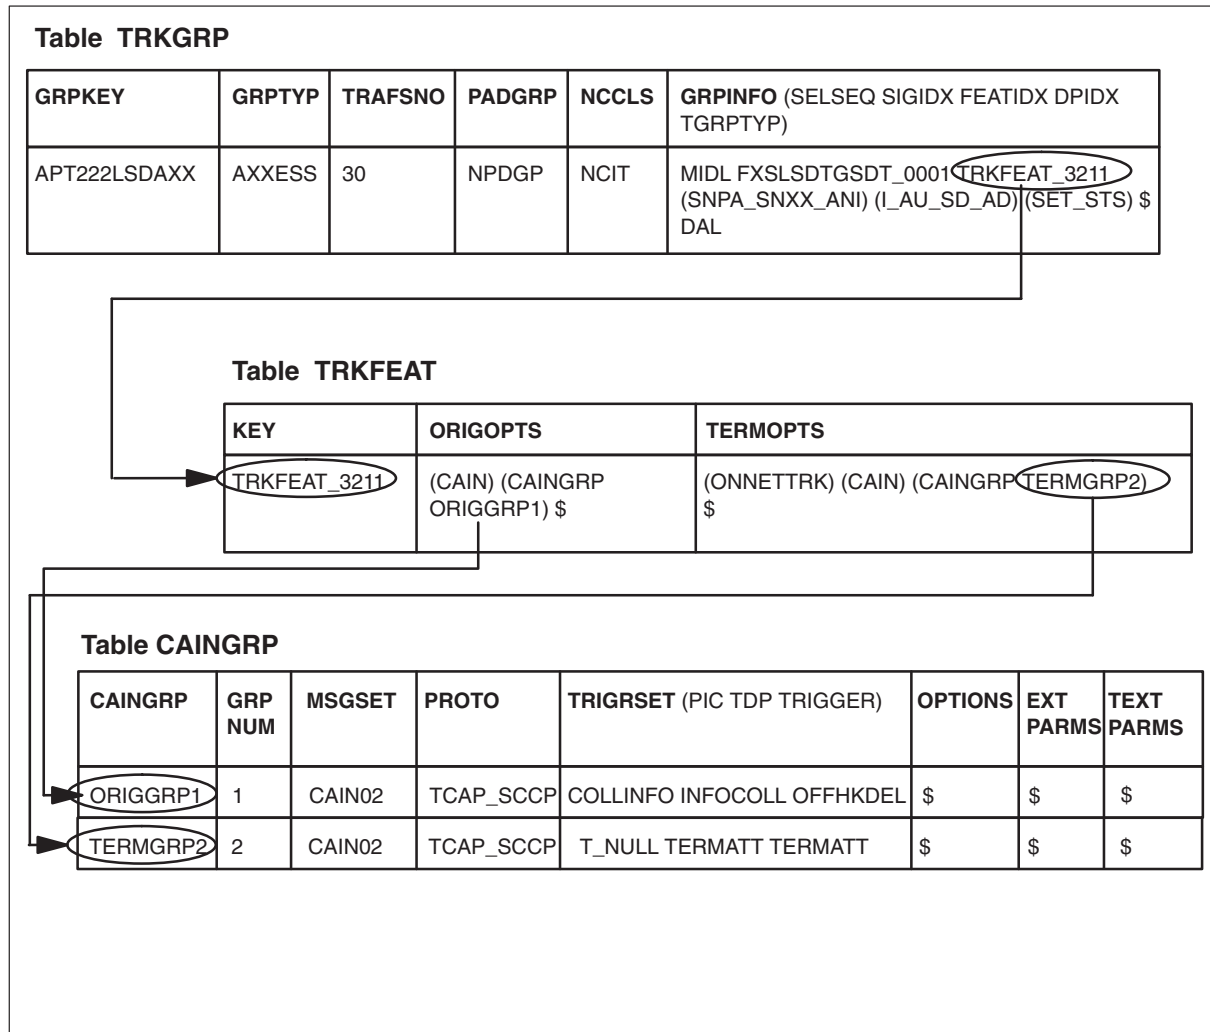 Table TRKGRP
GRPKEY GRPTYP TRAFSNO PADGRP NCCLS GRPINFO (SELSEQ SIGIDX FEATIDX DPIDX
TGRPTYP)
APT222LSDAXX AXXESS 30 NPDGP NCIT MIDL FXSLSDTGSDT_0001 TRKFEAT_3211
(SNPA_SNXX_ANI) (I_AU_SD_AD) (SET_STS) $
DAL
Table TRKFEAT
KEY ORIGOPTS TERMOPTS
TRKFEAT_3211 (CAIN) (CAINGRP (ONNETTRK) (CAIN) (CAINGRP TERMGRP2)
ORIGGRP1) $ $
Table CAINGRP
CAINGRP GRP MSGSET PROTO TRIGRSET (PIC TDP TRIGGER) OPTIONS EXT TEXT
NUM PARMS PARMS
ORIGGRP1 1 CAIN02 TCAP_SCCP COLLINFO INFOCOLL OFFHKDEL $ $ $
TERMGRP2 2 CAIN02 TCAP_SCCP T_NULL TERMATT TERMATT $ $ $